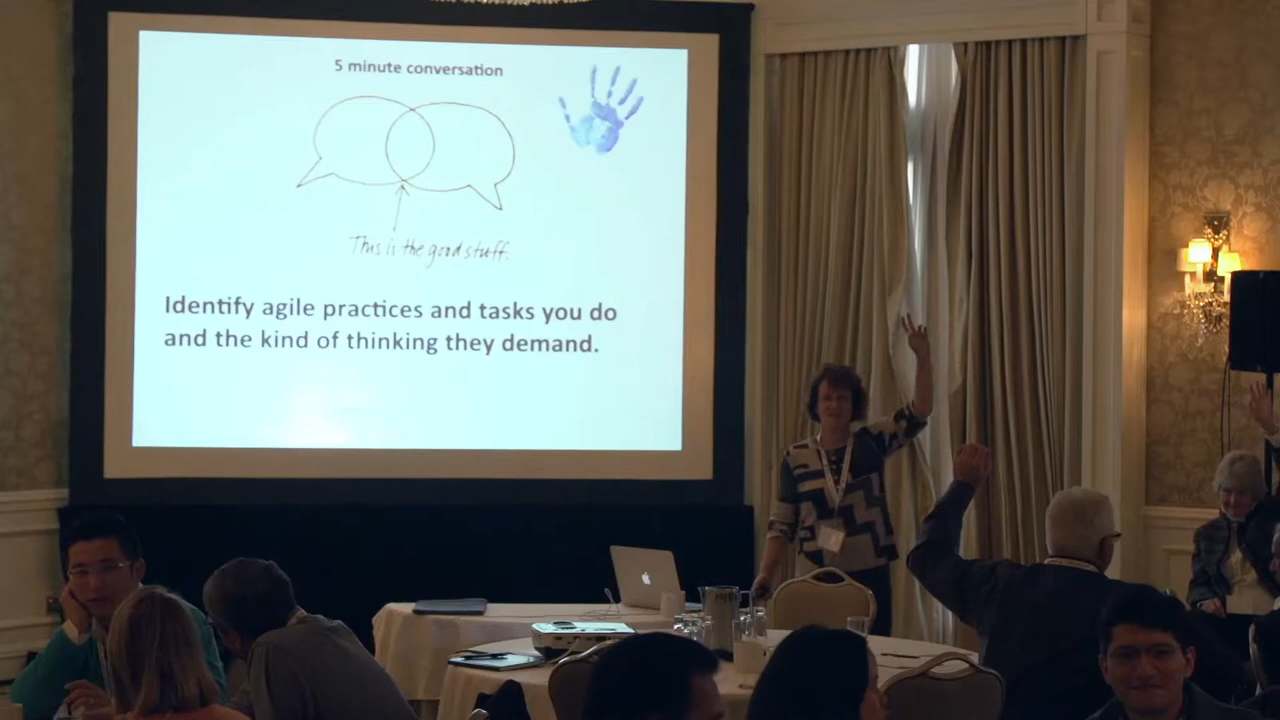 5 minute conversation
This is the good stuff.
Identify agile practices and tasks you do
and the kind of thinking they demand.